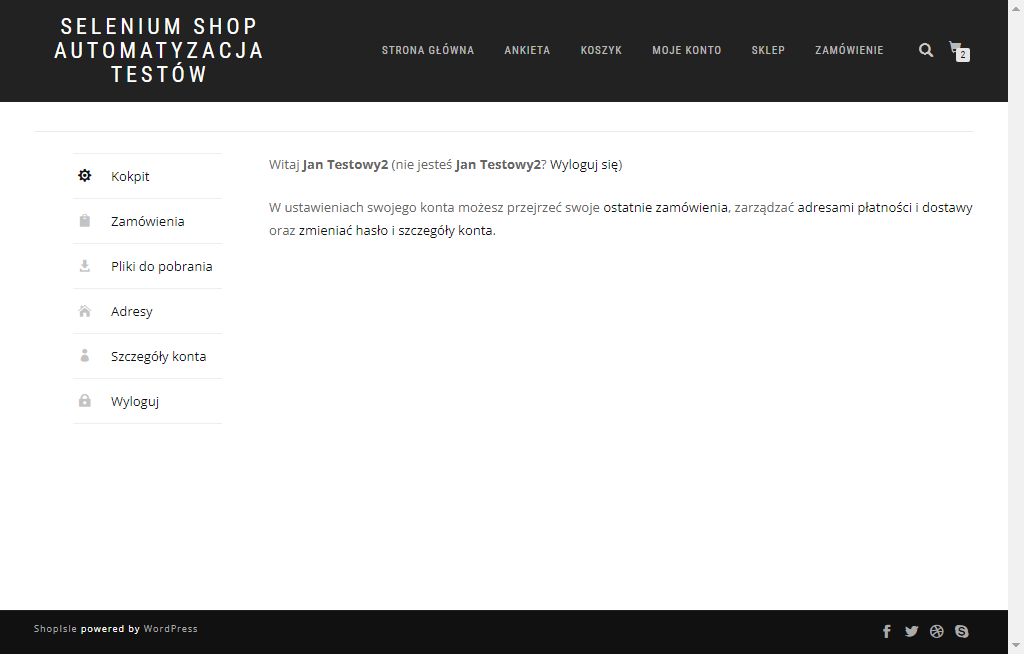 SELENIUM SHOP
AUTOMATYZACJA
TESTÓW
STRONA GŁÓWNA
ANKIETA
KOSZYK
MOJE KONTO
SKLEP
ZAMÓWIENIE
2
Kokpit
Zamówienia
Pliki do pobrania
Adresy
Szczegóły konta
Wyloguj
Witaj Jan Testowy2 (nie jesteś Jan Testowy2? Wyloguj się)
W ustawieniach swojego konta możesz przejrzeć swoje ostatnie zamówienia, zarządzać adresami płatności i dostawy
oraz zmieniać hasło i szczegóły konta.
ShopIsle powered by WordPress